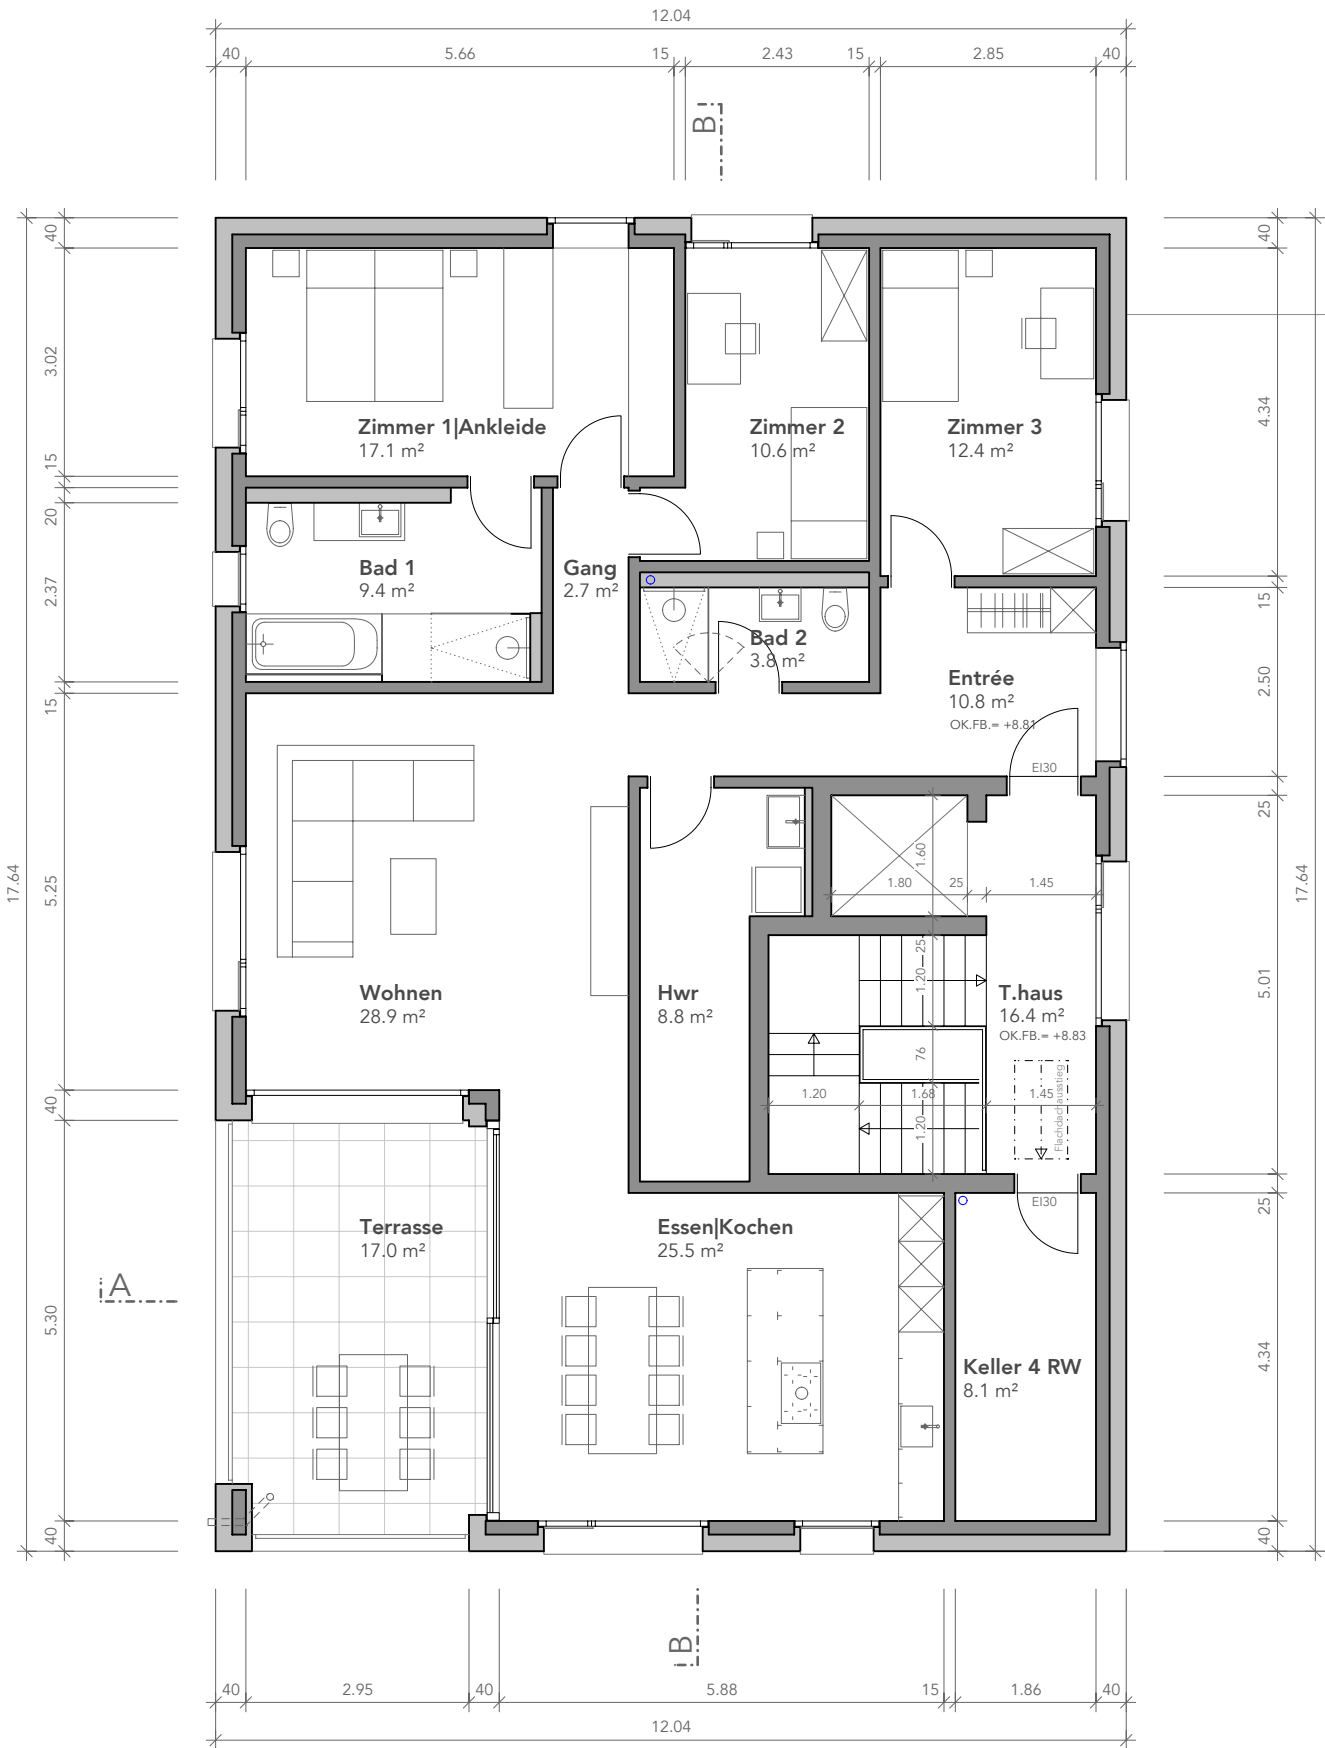 12.04
40 5.66 15 2.43 15 2.85 40
B
40
3.02
15
20
2.37
15
5.25
40
5.30
40
17.64
40
4.34
15
2.50
25
5.01
25
4.34
40
17.64
Zimmer 1|Ankleide
17.1 m²
Zimmer 2
10.6 m²
Zimmer 3
12.4 m²
Bad 1
9.4 m²
Gang
2.7 m²
Bad 2
3.8 m²
Entrée
10.8 m²
OK.FB.= +8.81
EI30
1.60
1.80 25 1.45
25
1.20
76
1.20
1.20 1.68 1.45
Wohnen
28.9 m²
Hwr
8.8 m²
T.haus
16.4 m²
OK.FB.= +8.83
Flachdachausstieg
EI30
Terrasse
17.0 m²
Essen|Kochen
25.5 m²
Keller 4 RW
8.1 m²
A
B
40 2.95 40 5.88 15 1.86 40
12.04